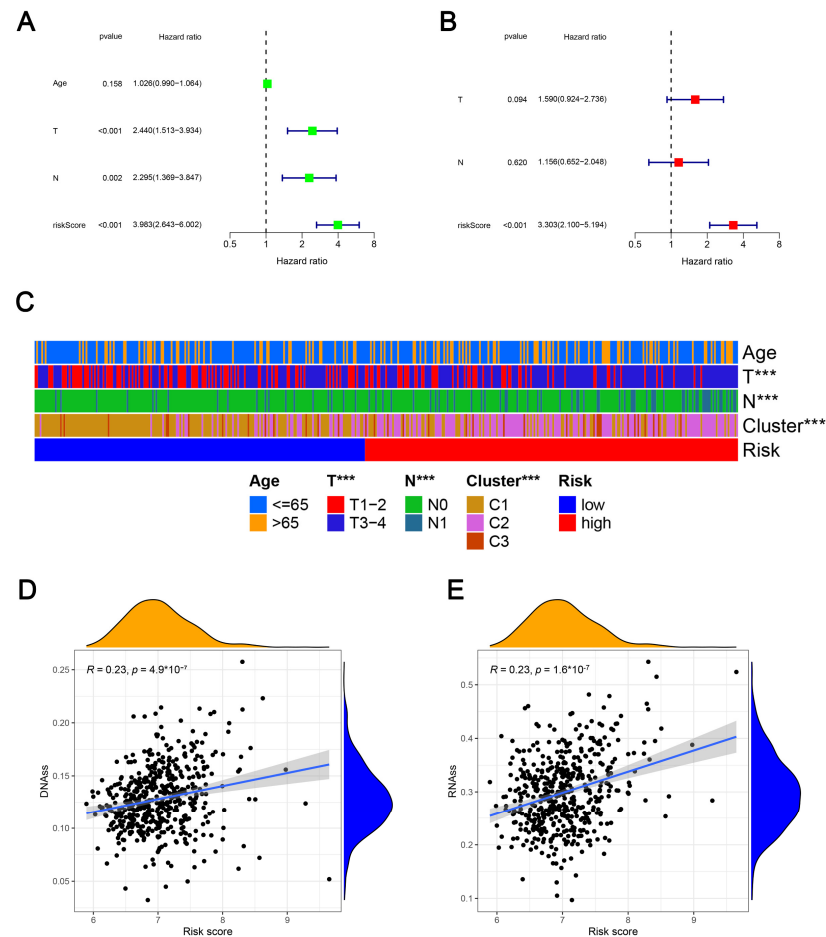 A
pvalue Hazard ratio
Age 0.158 1.026(0.990−1.064)
T <0.001 2.440(1.513−3.934)
N 0.002 2.295(1.369−3.847)
riskScore <0.001 3.983(2.643−6.002)
0.5 1 2 4 8
Hazard ratio
B
pvalue Hazard ratio
T 0.094 1.590(0.924−2.736)
N 0.620 1.156(0.652−2.048)
riskScore <0.001 3.303(2.100−5.194)
0.5 1 2 4 8
Hazard ratio
C
Age
T***
N***
Cluster***
Risk
Age T*** N*** Cluster*** Risk
<=65 T1−2 N0 C1 low
>65 T3−4 N1 C2 high
C3
D
R = 0.23, p = 4.9*10⁻⁷
0.25
0.20
0.15
0.10
0.05
DNAss
6 7 8 9
Risk score
E
R = 0.23, p = 1.6*10⁻⁷
0.5
0.4
0.3
0.2
0.1
RNAss
6 7 8 9
Risk score